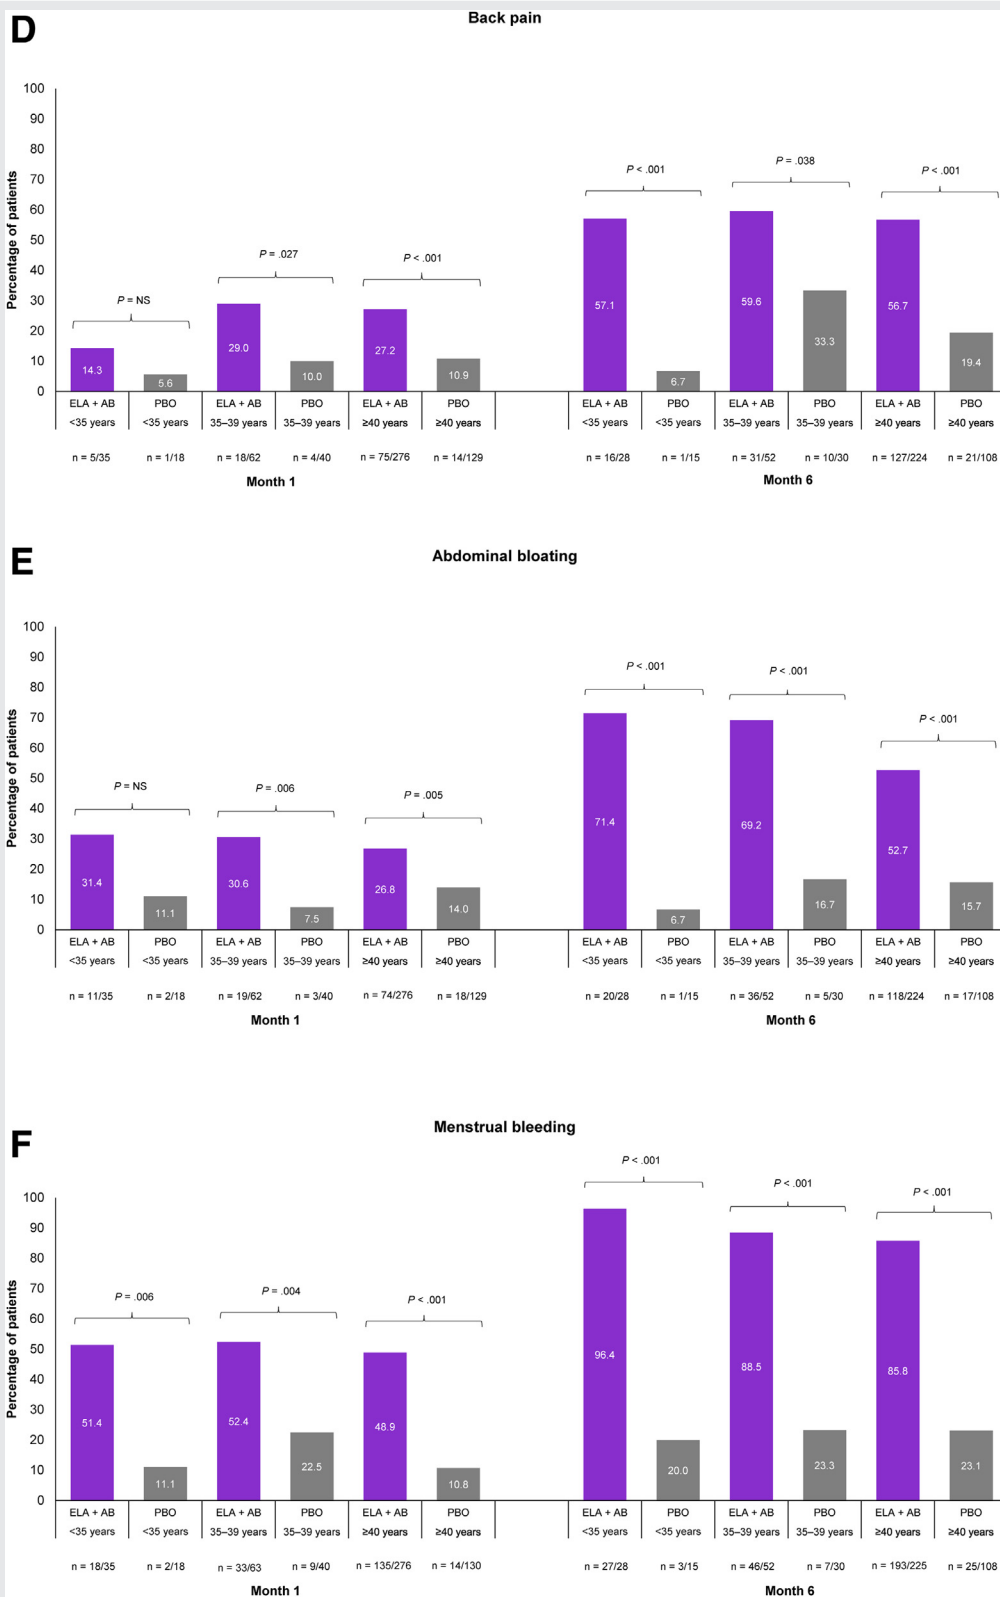 D
Back pain
100
90
80
70
60
50
40
30
20
10
0
Percentage of patients
P = NS
P = .027
P < .001
P < .001
P = .038
P < .001
14.3
5.6
29.0
10.0
27.2
10.9
57.1
6.7
59.6
33.3
56.7
19.4
ELA + AB PBO ELA + AB PBO ELA + AB PBO ELA + AB PBO ELA + AB PBO ELA + AB PBO
<35 years <35 years 35–39 years 35–39 years ≥40 years ≥40 years <35 years <35 years 35–39 years 35–39 years ≥40 years ≥40 years
n = 5/35 n = 1/18 n = 18/62 n = 4/40 n = 75/276 n = 14/129 n = 16/28 n = 1/15 n = 31/52 n = 10/30 n = 127/224 n = 21/108
Month 1 Month 6
E
Abdominal bloating
100
90
80
70
60
50
40
30
20
10
0
Percentage of patients
P = NS
P = .006
P = .005
P < .001
P < .001
P < .001
31.4
11.1
30.6
7.5
26.8
14.0
71.4
6.7
69.2
16.7
52.7
15.7
ELA + AB PBO ELA + AB PBO ELA + AB PBO ELA + AB PBO ELA + AB PBO ELA + AB PBO
<35 years <35 years 35–39 years 35–39 years ≥40 years ≥40 years <35 years <35 years 35–39 years 35–39 years ≥40 years ≥40 years
n = 11/35 n = 2/18 n = 19/62 n = 3/40 n = 74/276 n = 18/129 n = 20/28 n = 1/15 n = 36/52 n = 5/30 n = 118/224 n = 17/108
Month 1 Month 6
F
Menstrual bleeding
100
90
80
70
60
50
40
30
20
10
0
Percentage of patients
P = .006
P = .004
P < .001
P < .001
P < .001
P < .001
51.4
11.1
52.4
22.5
48.9
10.8
96.4
20.0
88.5
23.3
85.8
23.1
ELA + AB PBO ELA + AB PBO ELA + AB PBO ELA + AB PBO ELA + AB PBO ELA + AB PBO
<35 years <35 years 35–39 years 35–39 years ≥40 years ≥40 years <35 years <35 years 35–39 years 35–39 years ≥40 years ≥40 years
n = 18/35 n = 2/18 n = 33/63 n = 9/40 n = 135/276 n = 14/130 n = 27/28 n = 3/15 n = 46/52 n = 7/30 n = 193/225 n = 25/108
Month 1 Month 6